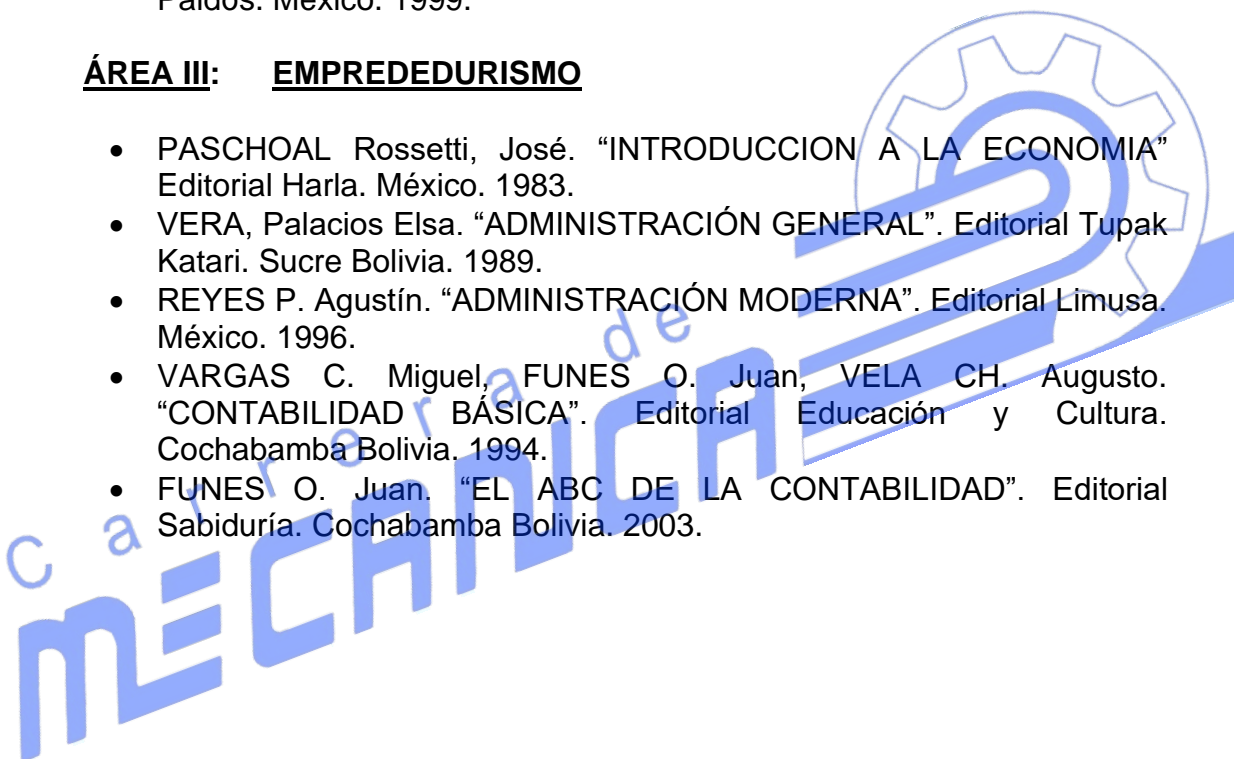 Paidós. México. 1999.
ÁREA III: EMPREDEDURISMO
• PASCHOAL Rossetti, José. “INTRODUCCION A LA ECONOMIA”
Editorial Harla. México. 1983.
• VERA, Palacios Elsa. “ADMINISTRACIÓN GENERAL”. Editorial Tupak
Katari. Sucre Bolivia. 1989.
• REYES P. Agustín. “ADMINISTRACIÓN MODERNA”. Editorial Limusa.
México. 1996.
• VARGAS C. Miguel, FUNES O. Juan, VELA CH. Augusto.
“CONTABILIDAD BÁSICA”. Editorial Educación y Cultura.
Cochabamba Bolivia. 1994.
• FUNES O. Juan. “EL ABC DE LA CONTABILIDAD”. Editorial
Sabiduría. Cochabamba Bolivia. 2003.
Carrera de
MECANICA